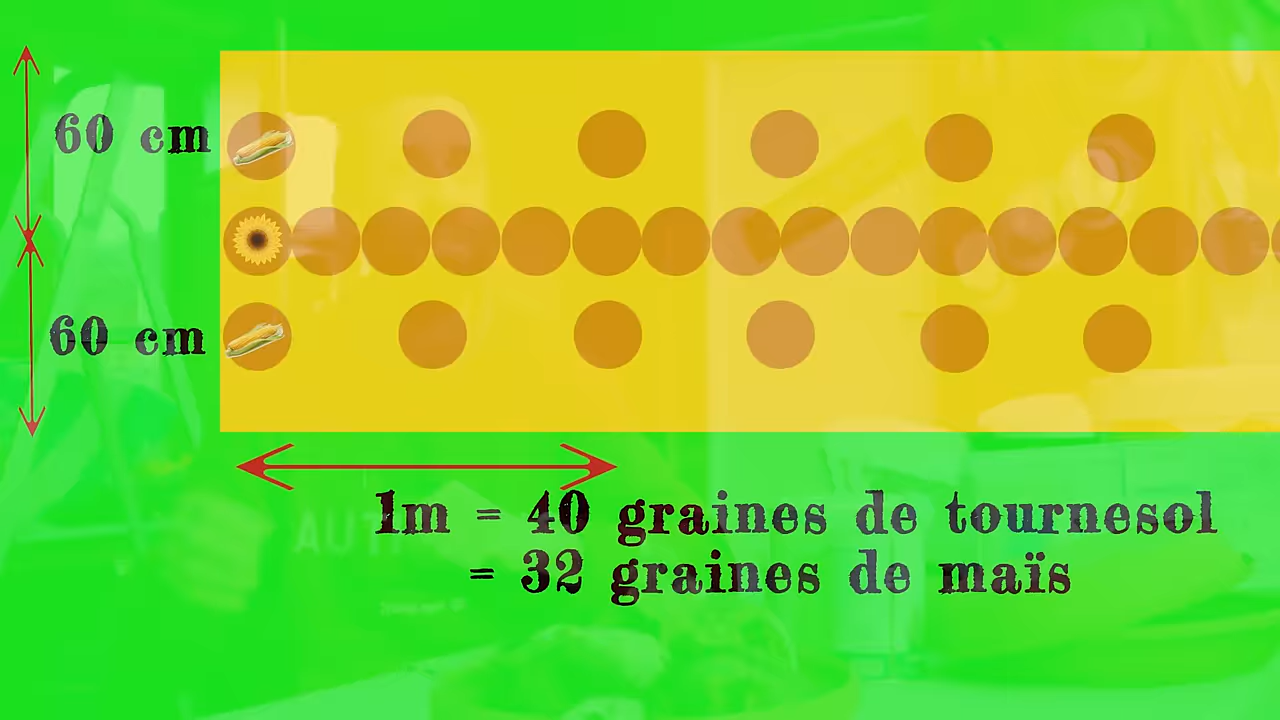 60 cm
60 cm
1m = 40 graines de tournesol
= 32 graines de maïs